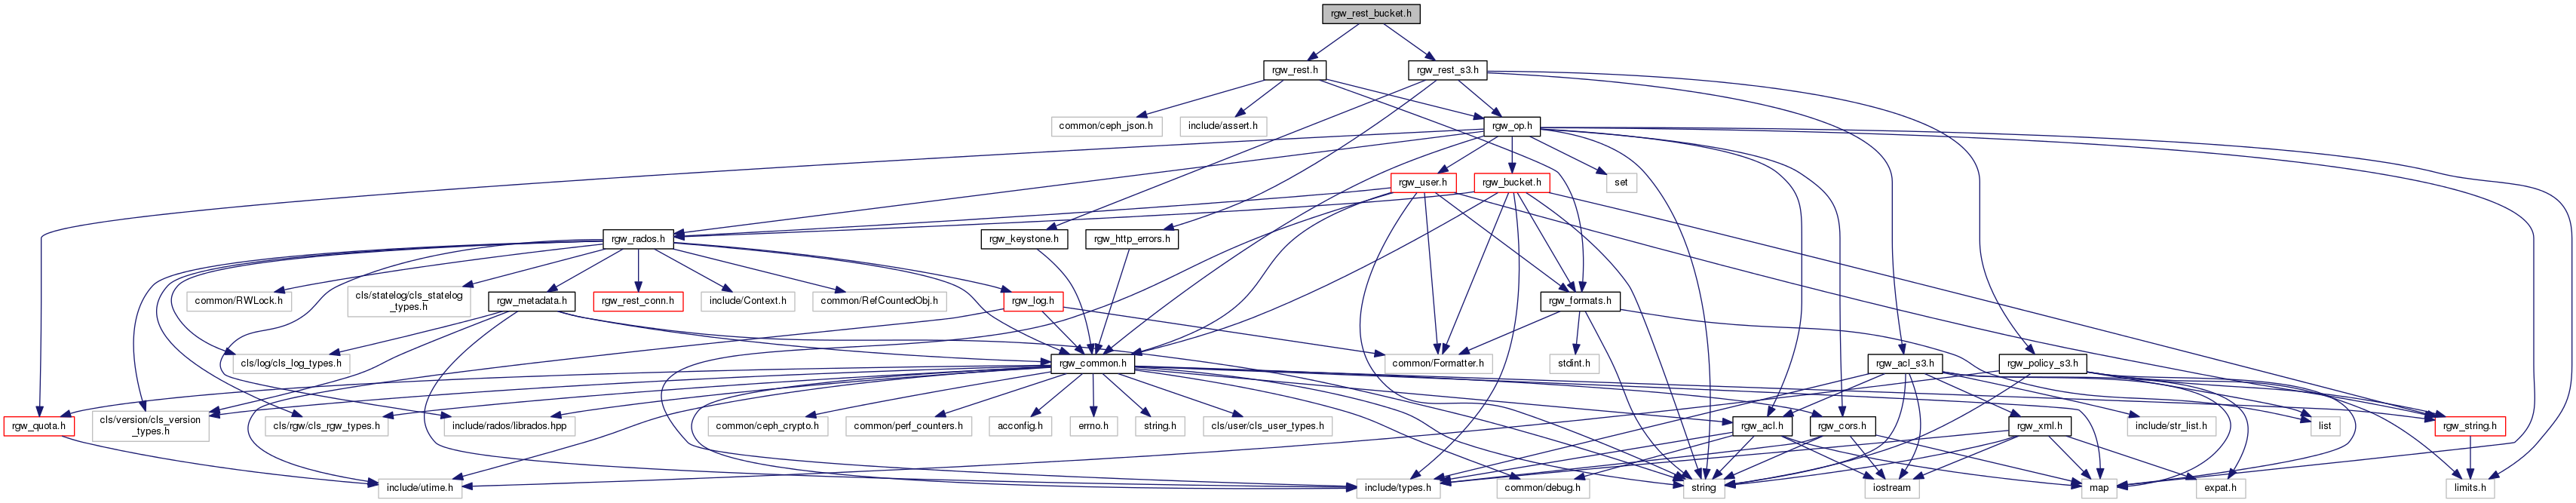 rgw_rest_bucket.h
rgw_rest.h
rgw_rest_s3.h
common/ceph_json.h
include/assert.h
rgw_op.h
rgw_user.h
rgw_bucket.h
set
rgw_rados.h
rgw_keystone.h
rgw_http_errors.h
common/RWLock.h
cls/statelog/cls_statelog
_types.h
rgw_metadata.h
rgw_rest_conn.h
include/Context.h
common/RefCountedObj.h
rgw_log.h
rgw_formats.h
cls/log/cls_log_types.h
rgw_common.h
common/Formatter.h
stdint.h
rgw_acl_s3.h
rgw_policy_s3.h
rgw_quota.h
cls/version/cls_version
_types.h
cls/rgw/cls_rgw_types.h
include/rados/librados.hpp
common/ceph_crypto.h
common/perf_counters.h
acconfig.h
errno.h
string.h
cls/user/cls_user_types.h
rgw_acl.h
rgw_cors.h
rgw_xml.h
include/str_list.h
list
rgw_string.h
include/utime.h
include/types.h
common/debug.h
string
iostream
map
expat.h
limits.h